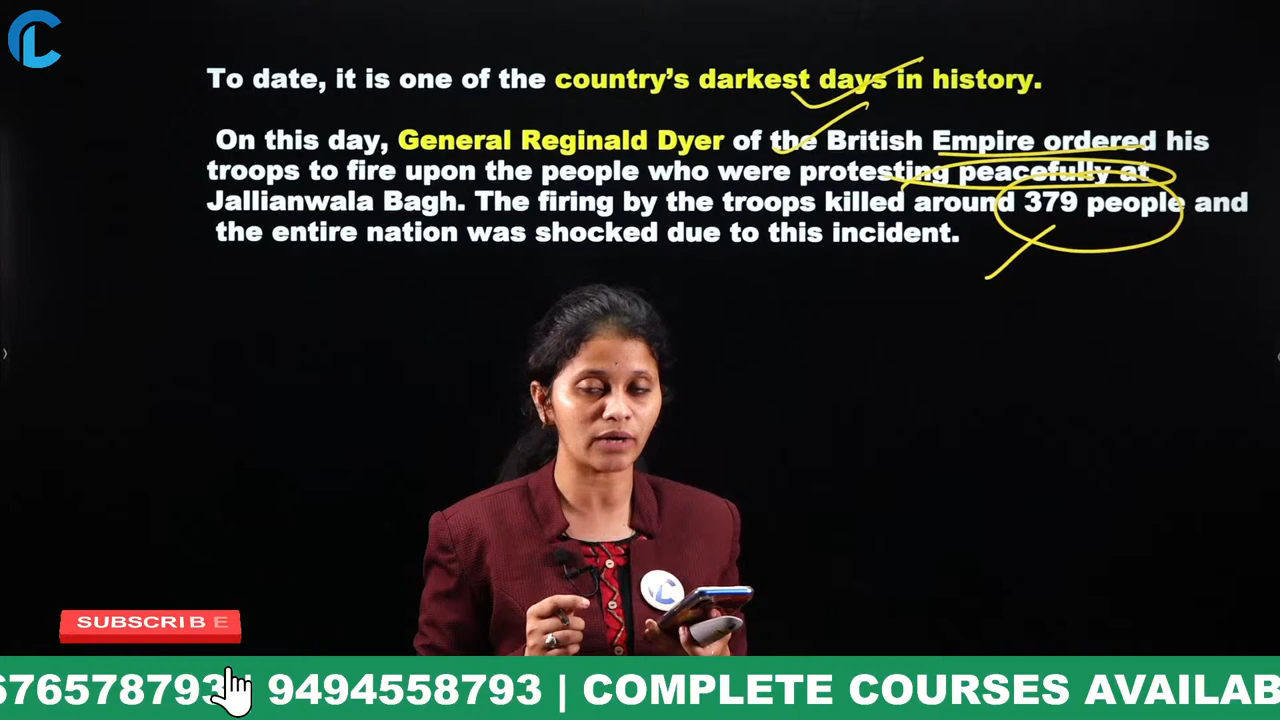 To date, it is one of the country's darkest days in history.
On this day, General Reginald Dyer of the British Empire ordered his
troops to fire upon the people who were protesting peacefully at
Jallianwala Bagh. The firing by the troops killed around 379 people and
the entire nation was shocked due to this incident.
SUBSCRIBE
676578793 9494558793 | COMPLETE COURSES AVAILAB